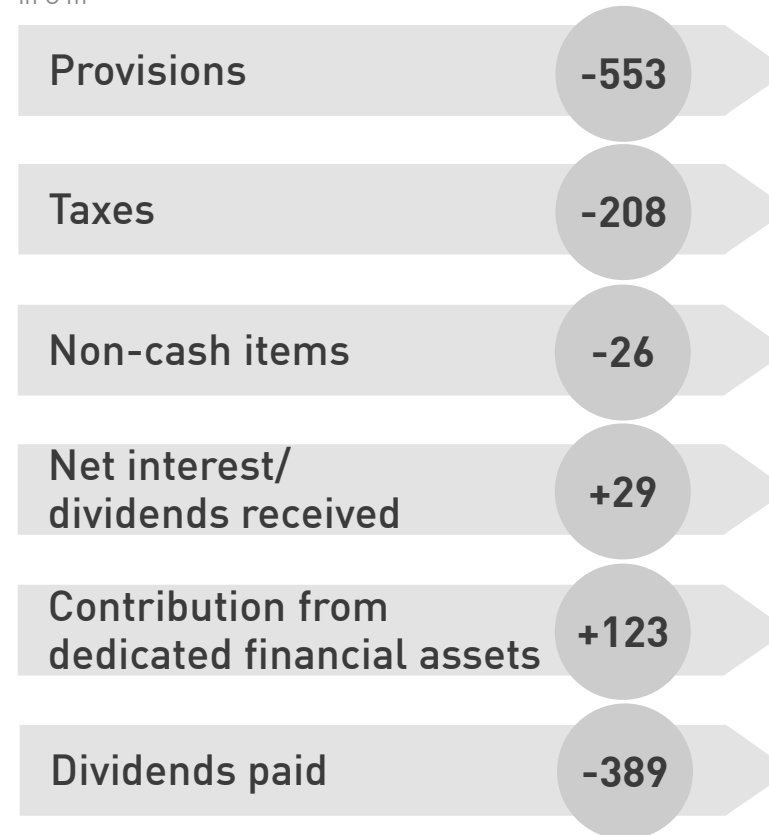 Provisions
-553
Taxes
-208
Non-cash items
-26
Net interest/
dividends received
+29
Contribution from
dedicated financial assets
+123
Dividends paid
-389